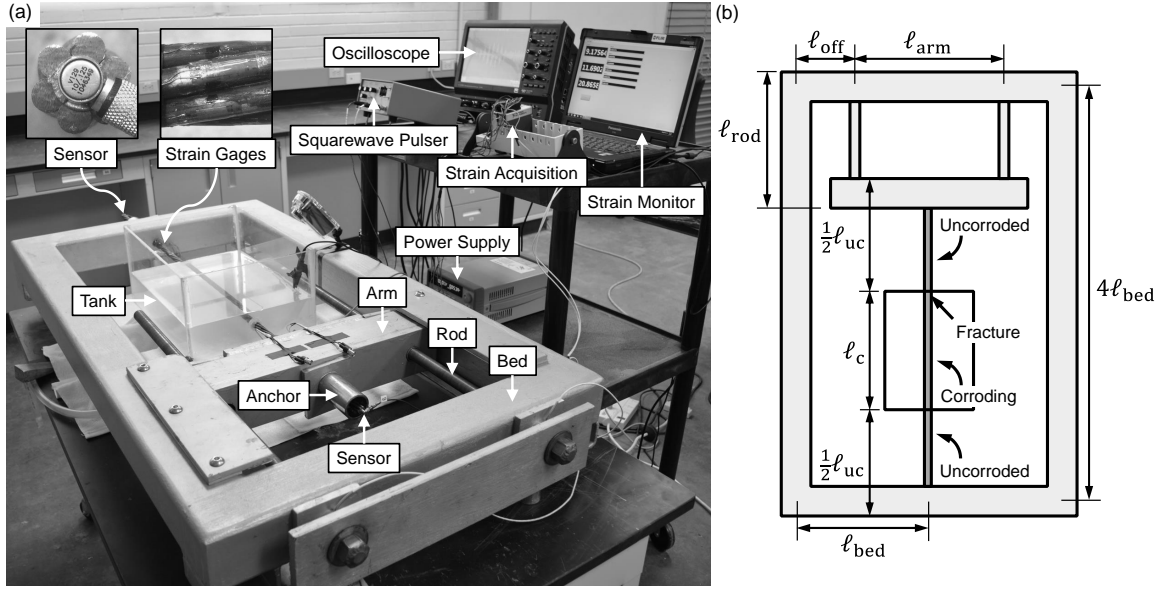 (a)
Oscilloscope
9.17564
11.6902
20.8658
Squarewave Pulser
Strain Acquisition
Strain Monitor
Sensor
Strain Gages
Power Supply
Tank
Arm
Rod
Bed
Anchor
Sensor
(b)
ℓoff
ℓarm
ℓrod
½ℓuc
Uncorroded
4ℓbed
Fracture
ℓc
Corroding
½ℓuc
Uncorroded
ℓbed